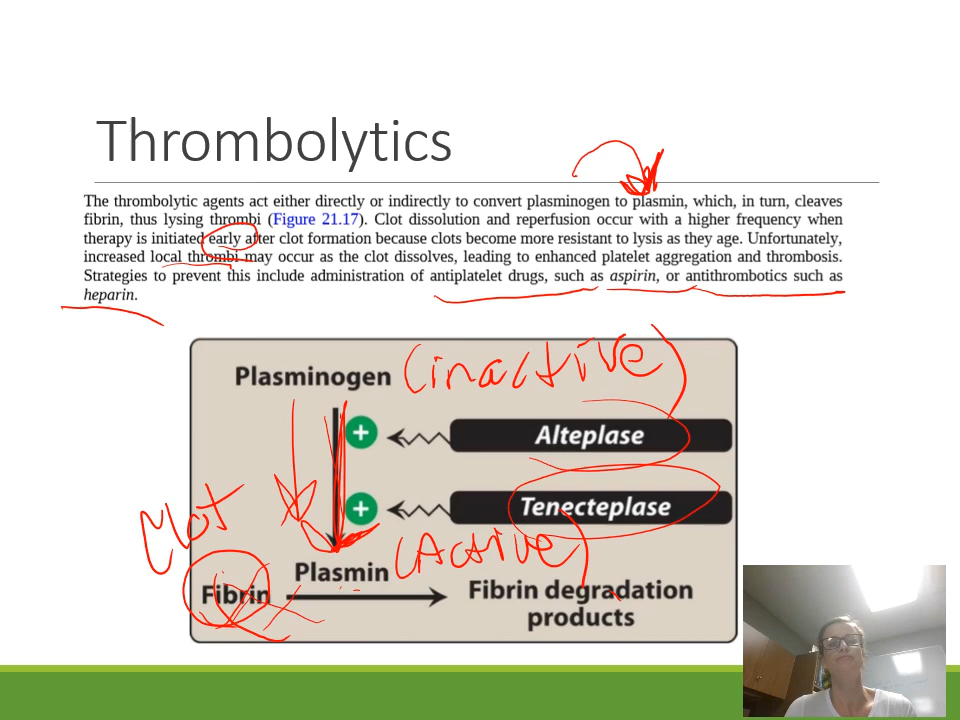 Thrombolytics
The thrombolytic agents act either directly or indirectly to convert plasminogen to plasmin, which, in turn, cleaves
fibrin, thus lysing thrombi (Figure 21.17). Clot dissolution and reperfusion occur with a higher frequency when
therapy is initiated early after clot formation because clots become more resistant to lysis as they age. Unfortunately,
increased local thrombi may occur as the clot dissolves, leading to enhanced platelet aggregation and thrombosis.
Strategies to prevent this include administration of antiplatelet drugs, such as aspirin, or antithrombotics such as
heparin.
Plasminogen (inactive)
Alteplase
Tenecteplase
Clot
Plasmin (Active)
Fibrin
Fibrin degradation
products